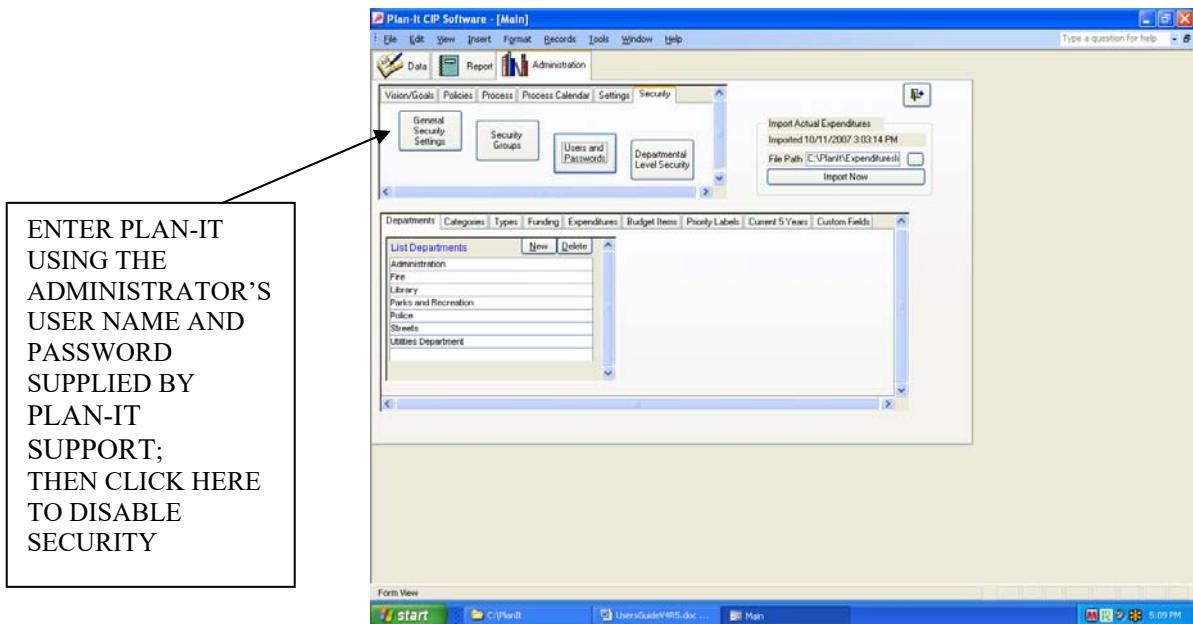 Plan-It CIP Software - [Main]
File Edit View Insert Format Records Tools Window Help
Type a question for help
Data Report Administration
Vision/Goals Policies Process Process Calendar Settings Security
General
Security
Settings
Security
Groups
Users and
Passwords
Departmental
Level Security
Import Actual Expenditures
Imported 10/11/2007 3:03:14 PM
File Path C:\PlanIt\Expenditures\
Import Now
ENTER PLAN-IT
USING THE
ADMINISTRATOR’S
USER NAME AND
PASSWORD
SUPPLIED BY
PLAN-IT
SUPPORT;
THEN CLICK HERE
TO DISABLE
SECURITY
Departments Categories Types Funding Expenditures Budget Items Priority Labels Current 5 Years Custom Fields
List Departments New Delete
Administration
Fire
Library
Parks and Recreation
Police
Streets
Utilities Department
Form View
start C:\PlanIt UsersGuideV4R5.doc ... Main 5:09 PM